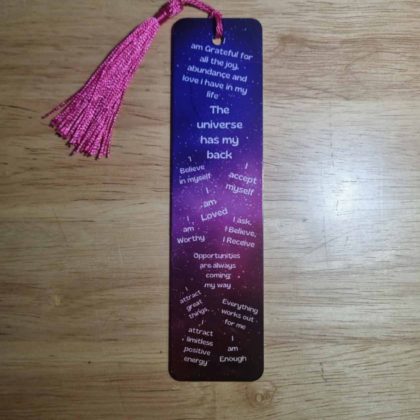 I
am Grateful for
all the joy,
abundance and
love i have in my
life
The
universe
has my
back
I
Believe
in myself
I
accept
myself
I
am
Loved
I
am
Worthy
I ask,
I Believe,
I Receive
Opportunities
are always
coming
my way
I
attract
great
things
Everything
works out
for me
I
attract
limitless
positive
energy
I
am
Enough